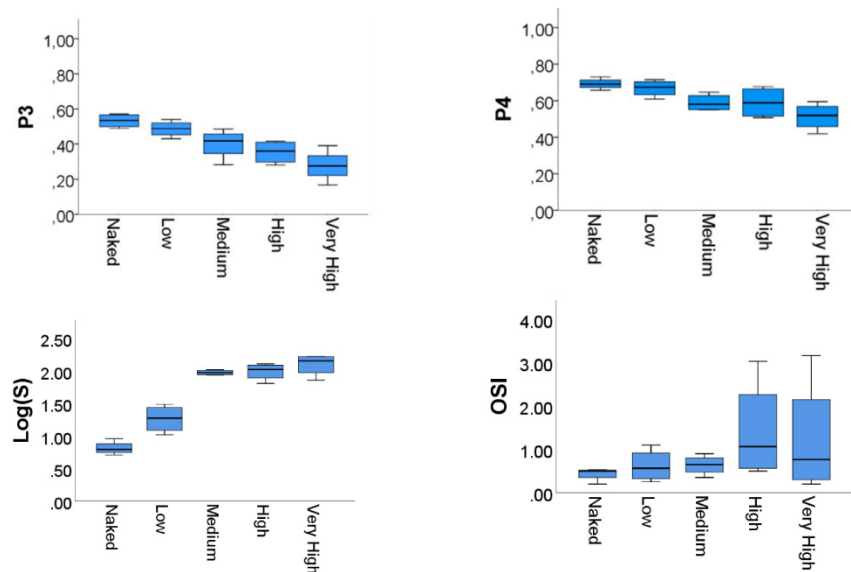 P3
1,00
,80
,60
,40
,20
,00
Naked
Low
Medium
High
Very High
P4
1,00
,80
,60
,40
,20
,00
Naked
Low
Medium
High
Very High
Log(S)
2.50
2.00
1.50
1.00
.50
.00
Naked
Low
Medium
High
Very High
OSI
4.00
3.00
2.00
1.00
.00
Naked
Low
Medium
High
Very High